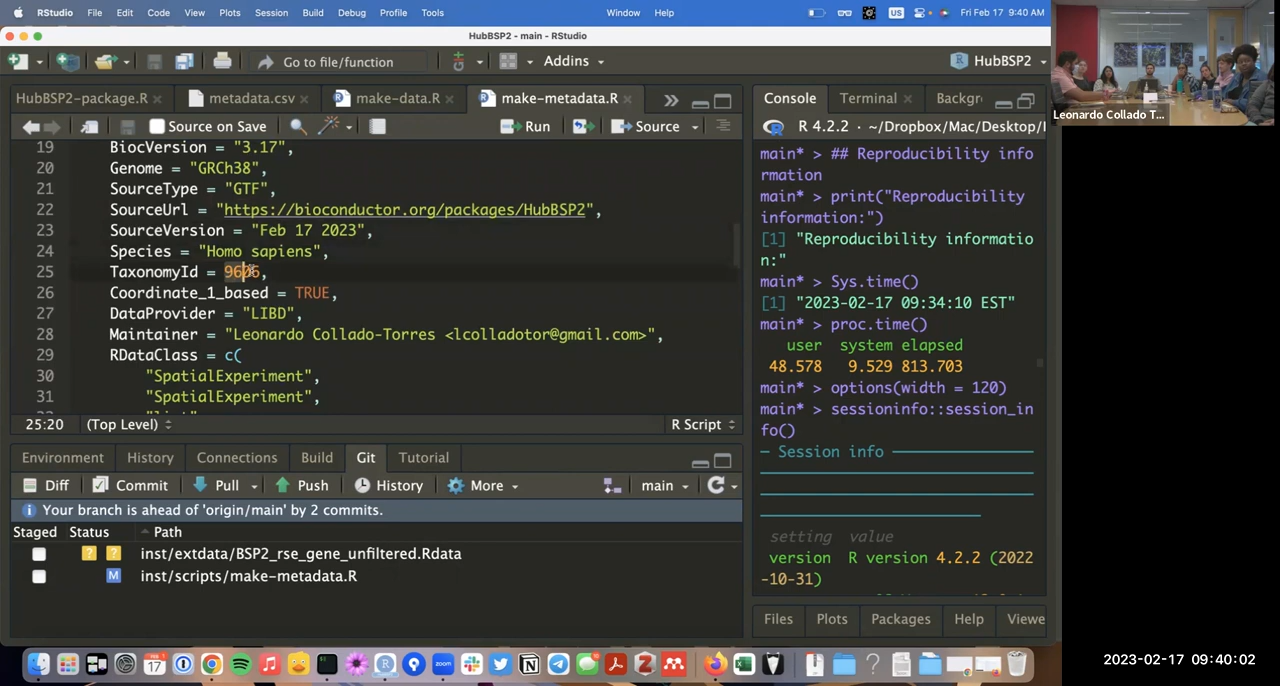 RStudio File Edit Code View Plots Session Build Debug Profile Tools Window Help US Fri Feb 17 9:40 AM
HubBSP2 - main - RStudio
Go to file/function Addins HubBSP2
HubBSP2-package.R metadata.csv make-data.R make-metadata.R
Source on Save Run Source
19 BiocVersion = "3.17",
20 Genome = "GRCh38",
21 SourceType = "GTF",
22 SourceUrl = "https://bioconductor.org/packages/HubBSP2",
23 SourceVersion = "Feb 17 2023",
24 Species = "Homo sapiens",
25 TaxonomyId = 9606,
26 Coordinate_1_based = TRUE,
27 DataProvider = "LIBD",
28 Maintainer = "Leonardo Collado-Torres <lcolladotor@gmail.com>",
29 RDataClass = c(
30 "SpatialExperiment",
31 "SpatialExperiment",
25:20 (Top Level) R Script
Environment History Connections Build Git Tutorial
Diff Commit Pull Push History More main
Your branch is ahead of 'origin/main' by 2 commits.
Staged Status Path
? ? inst/extdata/BSP2_rse_gene_unfiltered.Rdata
M inst/scripts/make-metadata.R
Console Terminal Backgr
R 4.2.2 · ~/Dropbox/Mac/Desktop/
main* > ## Reproducibility info
rmation
main* > print("Reproducibility
information:")
[1] "Reproducibility informatio
n:"
main* > Sys.time()
[1] "2023-02-17 09:34:10 EST"
main* > proc.time()
user system elapsed
48.578 9.529 813.703
main* > options(width = 120)
main* > sessioninfo::session_in
fo()
─ Session info ─
setting value
version R version 4.2.2 (2022
-10-31)
Files Plots Packages Help Viewe
17
zoom
Leonardo Collado T...
2023-02-17 09:40:02